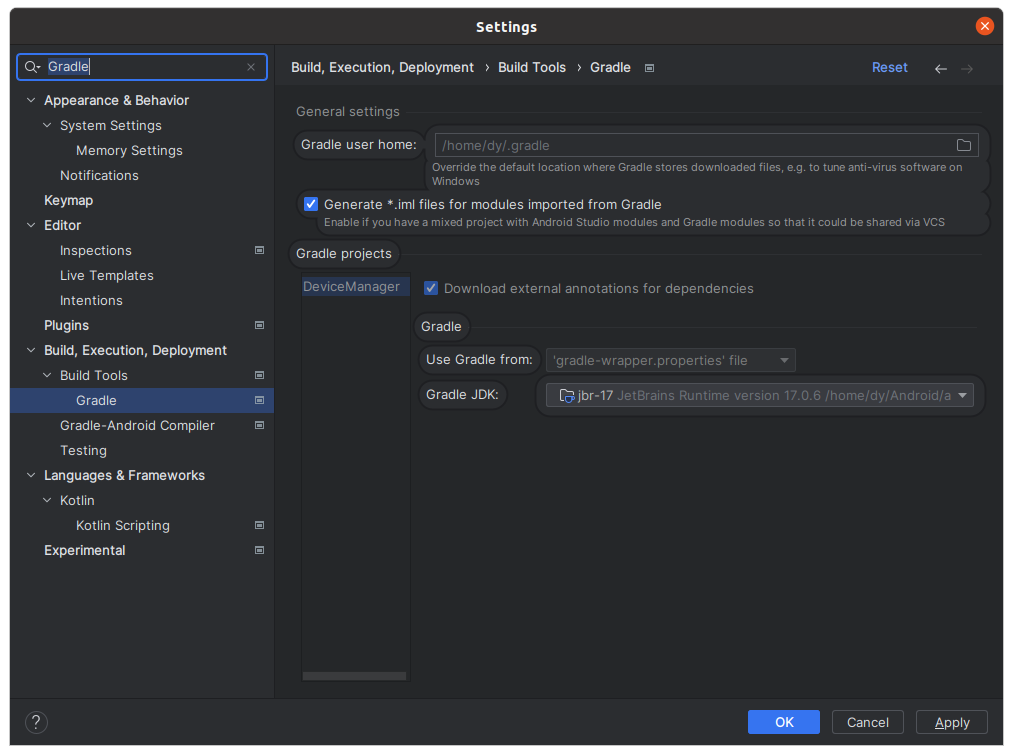 Settings
Gradle
Build, Execution, Deployment › Build Tools › Gradle
Reset
Appearance & Behavior
System Settings
Memory Settings
Notifications
Keymap
Editor
Inspections
Live Templates
Intentions
Plugins
Build, Execution, Deployment
Build Tools
Gradle
Gradle-Android Compiler
Testing
Languages & Frameworks
Kotlin
Kotlin Scripting
Experimental
General settings
Gradle user home:
/home/dy/.gradle
Override the default location where Gradle stores downloaded files, e.g. to tune anti-virus software on
Windows
Generate *.iml files for modules imported from Gradle
Enable if you have a mixed project with Android Studio modules and Gradle modules so that it could be shared via VCS
Gradle projects
DeviceManager
Download external annotations for dependencies
Gradle
Use Gradle from:
'gradle-wrapper.properties' file
Gradle JDK:
jbr-17 JetBrains Runtime version 17.0.6 /home/dy/Android/a
?
OK
Cancel
Apply